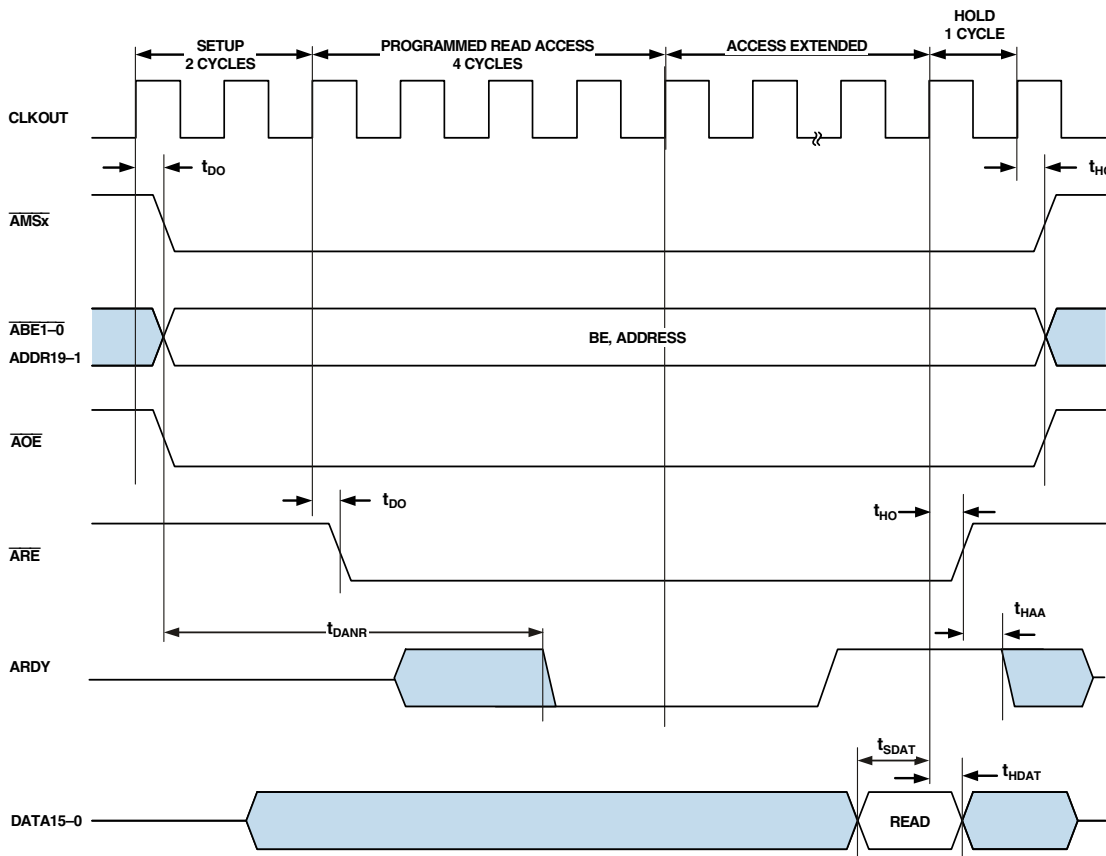 SETUP
2 CYCLES
PROGRAMMED READ ACCESS
4 CYCLES
ACCESS EXTENDED
HOLD
1 CYCLE
CLKOUT
tDO
tHO
AMSx
ABE1–0
ADDR19–1
BE, ADDRESS
AOE
tDO
tHO
ARE
tDANR
tHAA
ARDY
tSDAT
tHDAT
DATA15–0
READ